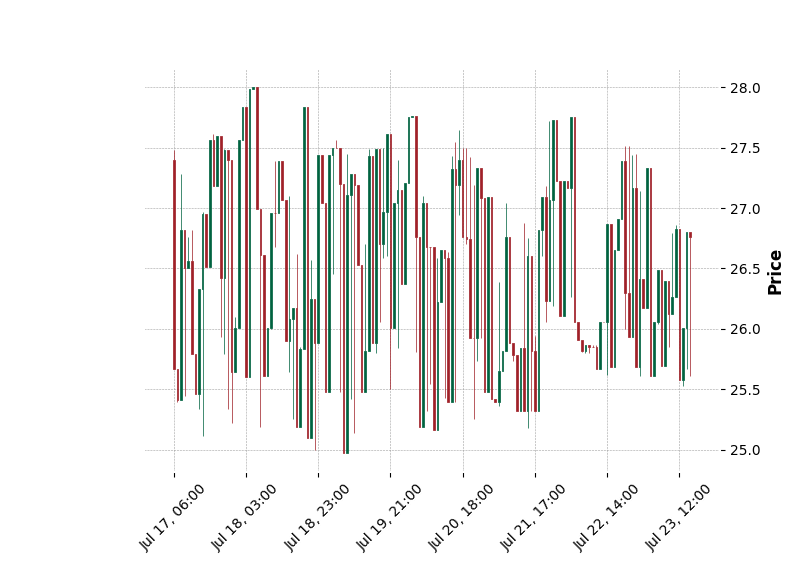 28.0
27.5
27.0
26.5
26.0
25.5
25.0
Price
Jul 17, 06:00
Jul 18, 03:00
Jul 18, 23:00
Jul 19, 21:00
Jul 20, 18:00
Jul 21, 17:00
Jul 22, 14:00
Jul 23, 12:00